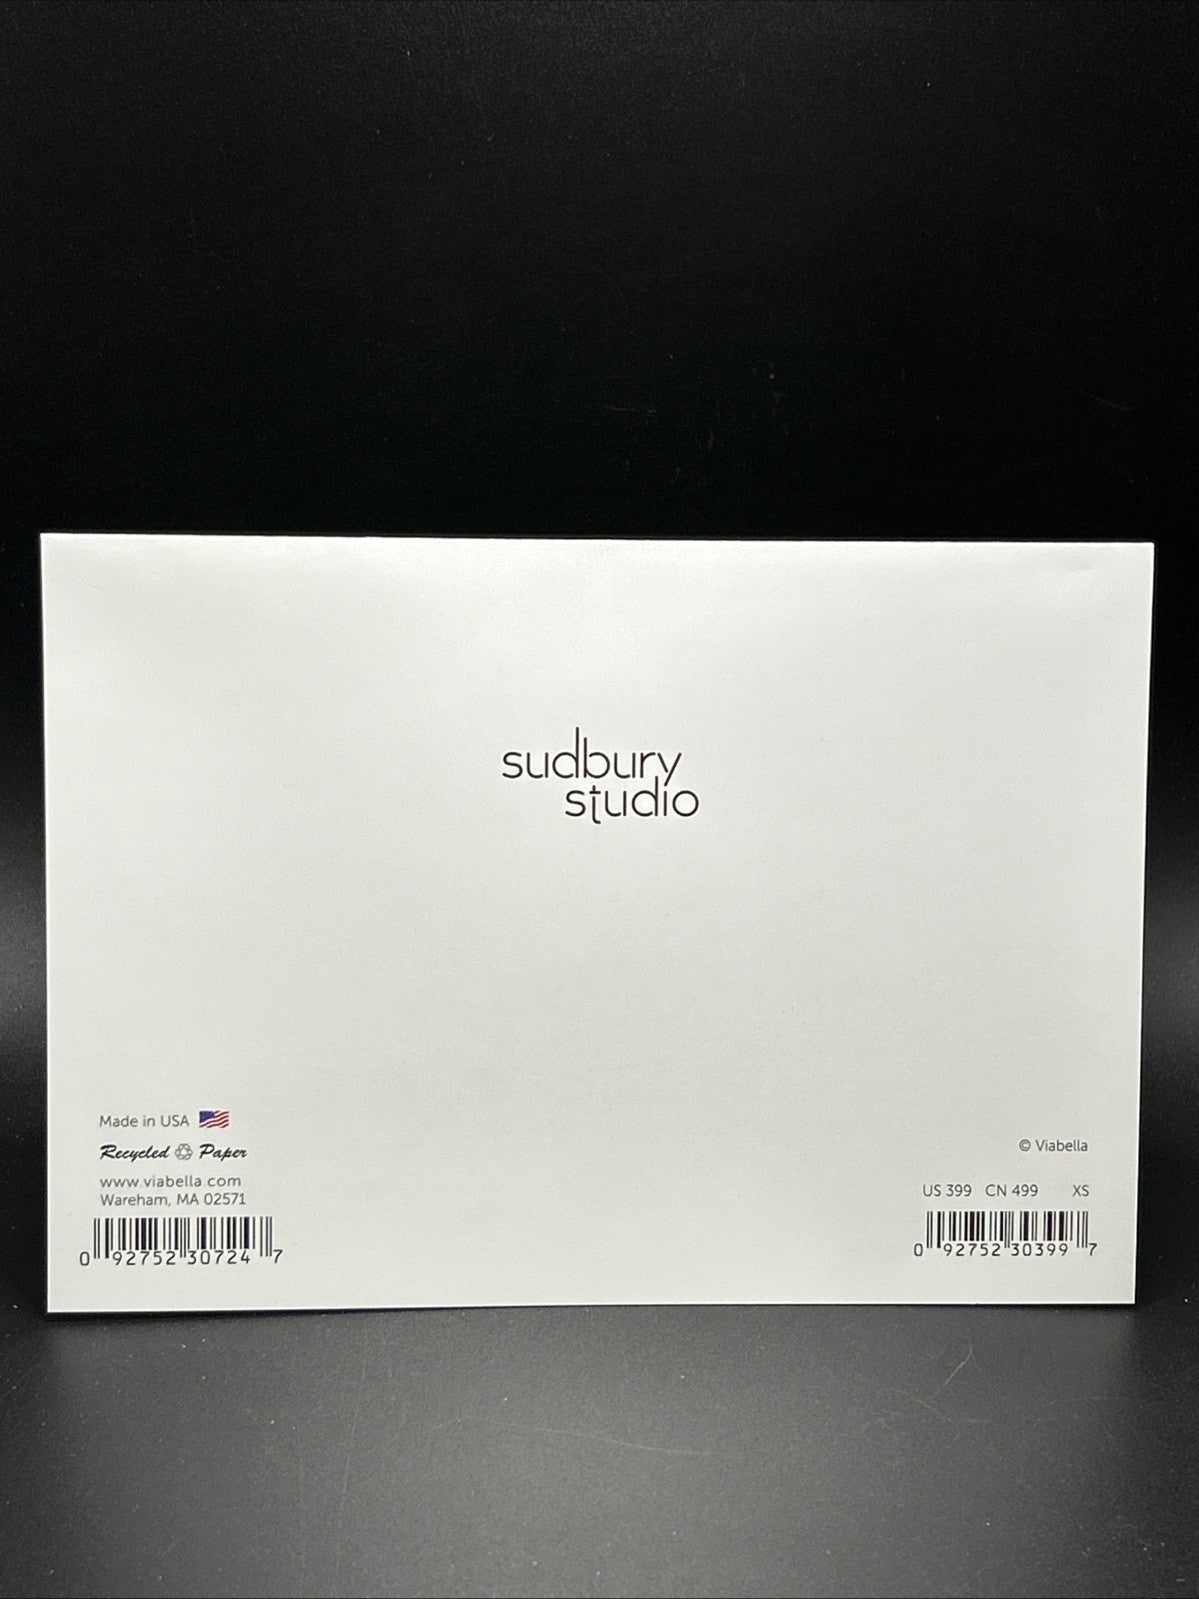 sudbury
studio
Made in USA
Recycled Paper
www.viabella.com
Wareham, MA 02571
0 92752 30724 7
© Viabella
US 399 CN 499 XS
0 92752 30399 7